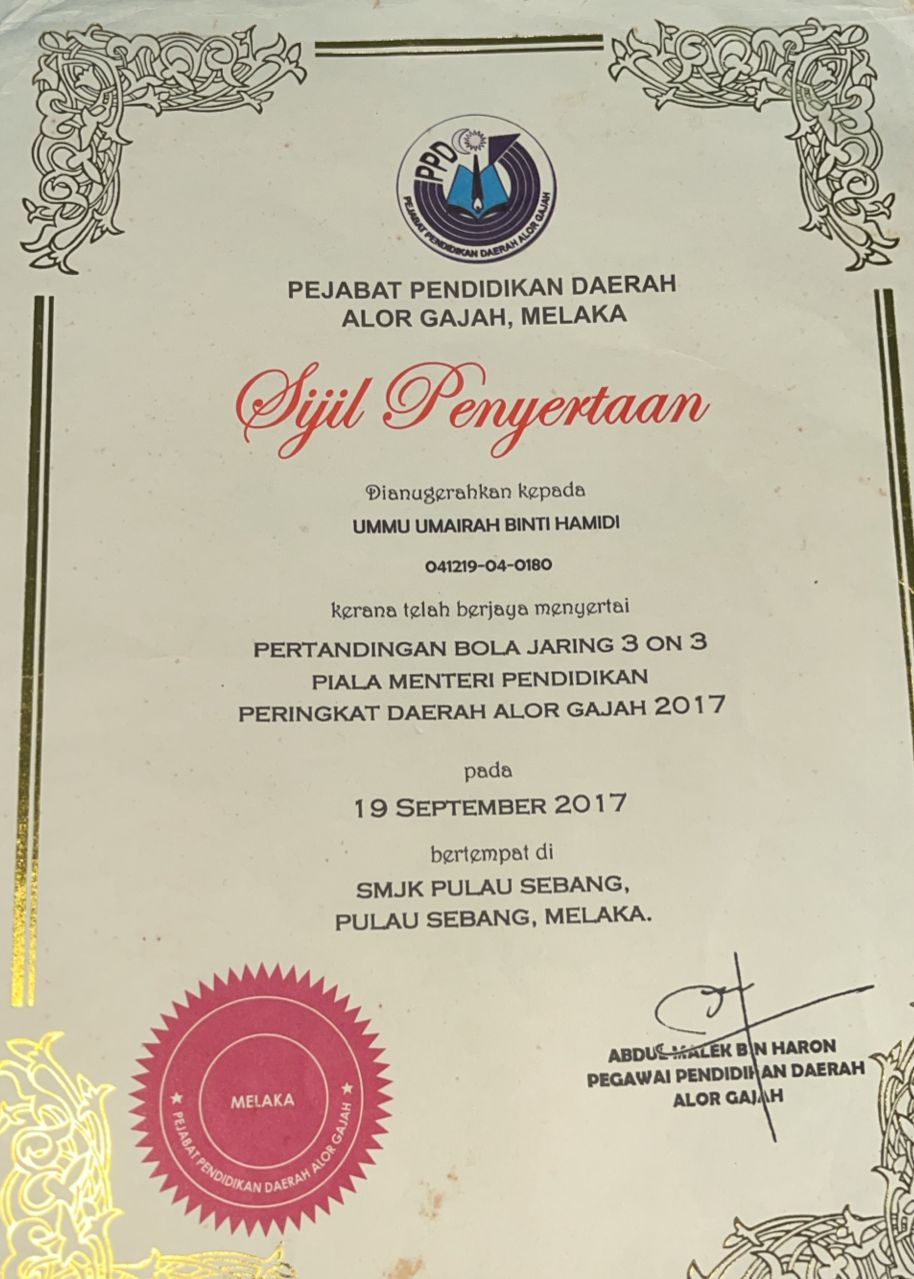 PPD
PEJABAT PENDIDIKAN DAERAH ALOR GAJAH
PEJABAT PENDIDIKAN DAERAH
ALOR GAJAH, MELAKA
Sijil Penyertaan
Dianugerahkan kepada
UMMU UMAIRAH BINTI HAMIDI
041219-04-0180
kerana telah berjaya menyertai
PERTANDINGAN BOLA JARING 3 ON 3
PIALA MENTERI PENDIDIKAN
PERINGKAT DAERAH ALOR GAJAH 2017
pada
19 SEPTEMBER 2017
bertempat di
SMJK PULAU SEBANG,
PULAU SEBANG, MELAKA.
ABDUL MALEK BIN HARON
PEGAWAI PENDIDIKAN DAERAH
ALOR GAJAH
MELAKA
★ PEJABAT PENDIDIKAN DAERAH ALOR GAJAH ★